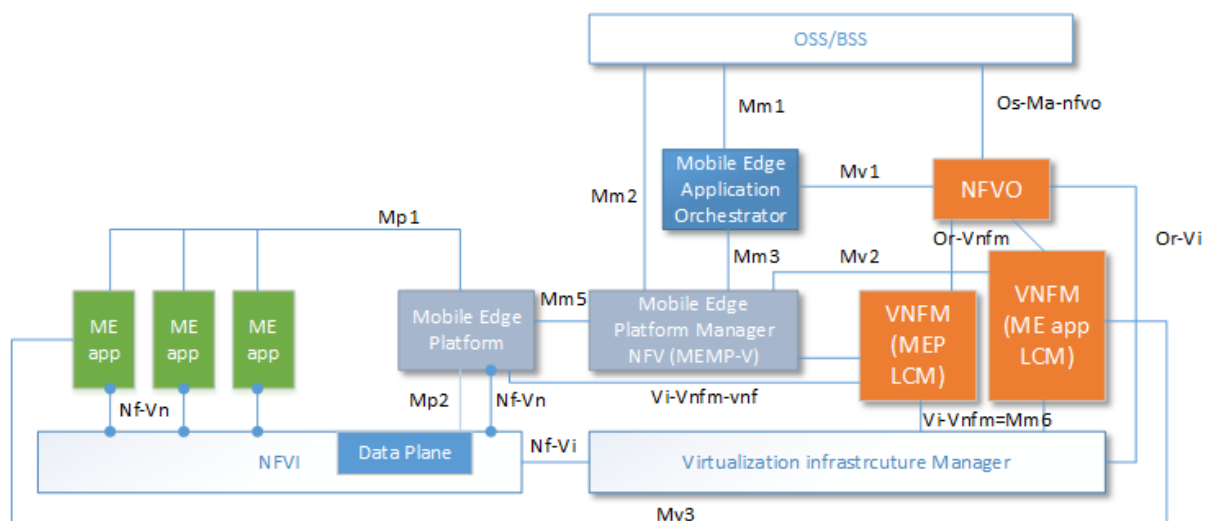 OSS/BSS
Mm1
Os-Ma-nfvo
Mm2
Mobile Edge
Application
Orchestrator
Mv1
NFVO
Mp1
Or-Vnfm
Or-Vi
Mm3
Mv2
ME
app
ME
app
ME
app
Mobile Edge
Platform
Mm5
Mobile Edge
Platform Manager
NFV (MEMP-V)
VNFM
(MEP
LCM)
VNFM
(ME app
LCM)
Nf-Vn
Mp2
Nf-Vn
Vi-Vnfm-vnf
Vi-Vnfm=Mm6
NFVI
Data Plane
Nf-Vi
Virtualization infrastrcuture Manager
Mv3